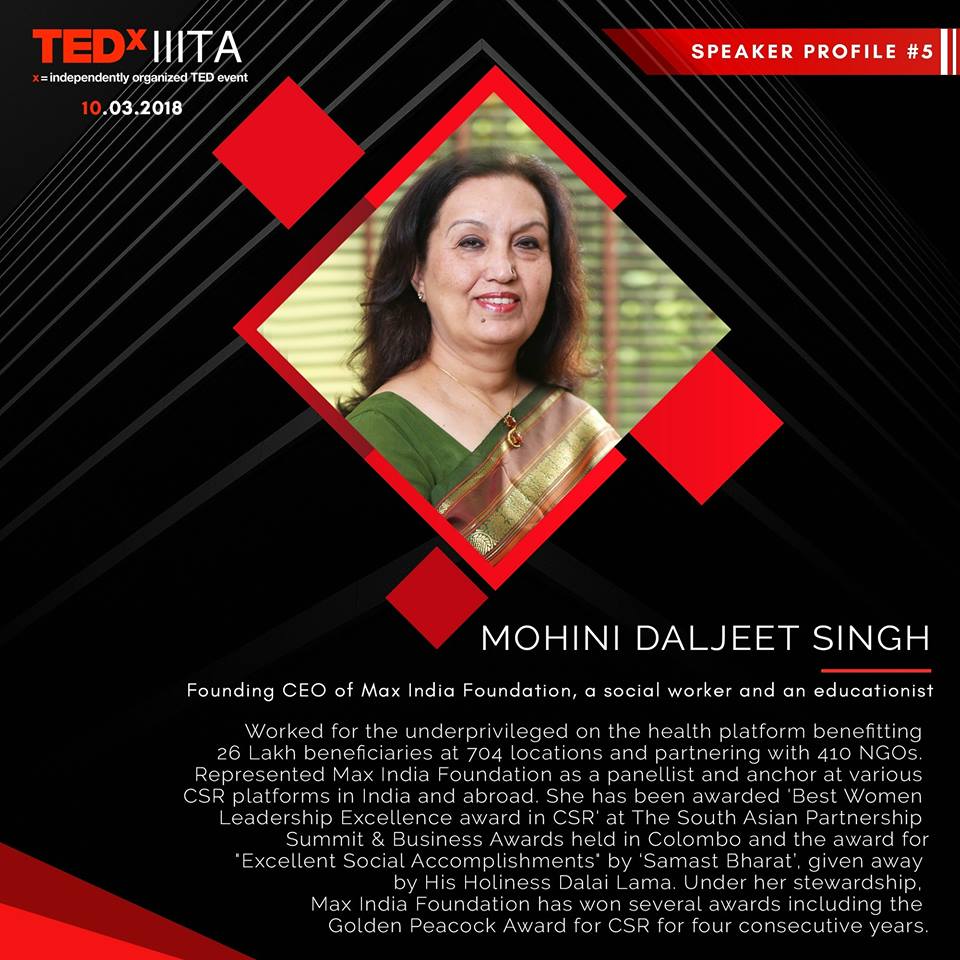 TEDx IIITA
x = independently organized TED event
10.03.2018
SPEAKER PROFILE #5
MOHINI DALJEET SINGH
Founding CEO of Max India Foundation, a social worker and an educationist
Worked for the underprivileged on the health platform benefitting
26 Lakh beneficiaries at 704 locations and partnering with 410 NGOs.
Represented Max India Foundation as a panellist and anchor at various
CSR platforms in India and abroad. She has been awarded 'Best Women
Leadership Excellence award in CSR' at The South Asian Partnership
Summit & Business Awards held in Colombo and the award for
"Excellent Social Accomplishments" by 'Samast Bharat', given away
by His Holiness Dalai Lama. Under her stewardship,
Max India Foundation has won several awards including the
Golden Peacock Award for CSR for four consecutive years.